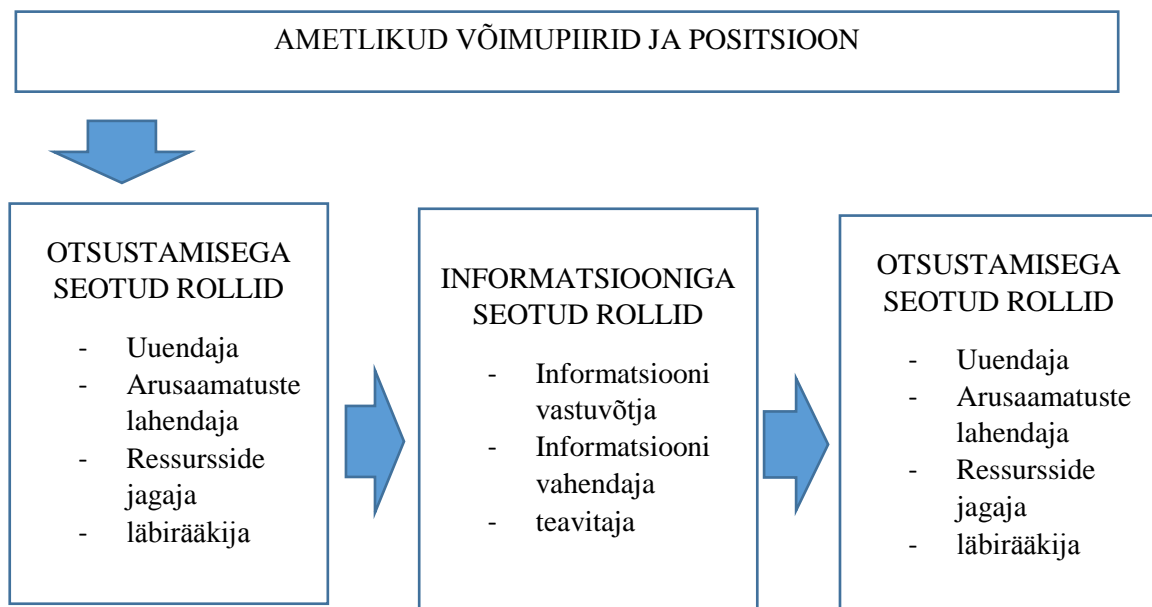 AMETLIKUD VÕIMUPIIRID JA POSITSIOON
OTSUSTAMISEGA
SEOTUD ROLLID
- Uuendaja
- Arusaamatuste
lahendaja
- Ressursside
jagaja
- läbirääkija
INFORMATSIOONIGA
SEOTUD ROLLID
- Informatsiooni
vastuvõtja
- Informatsiooni
vahendaja
- teavitaja
OTSUSTAMISEGA
SEOTUD ROLLID
- Uuendaja
- Arusaamatuste
lahendaja
- Ressursside
jagaja
- läbirääkija